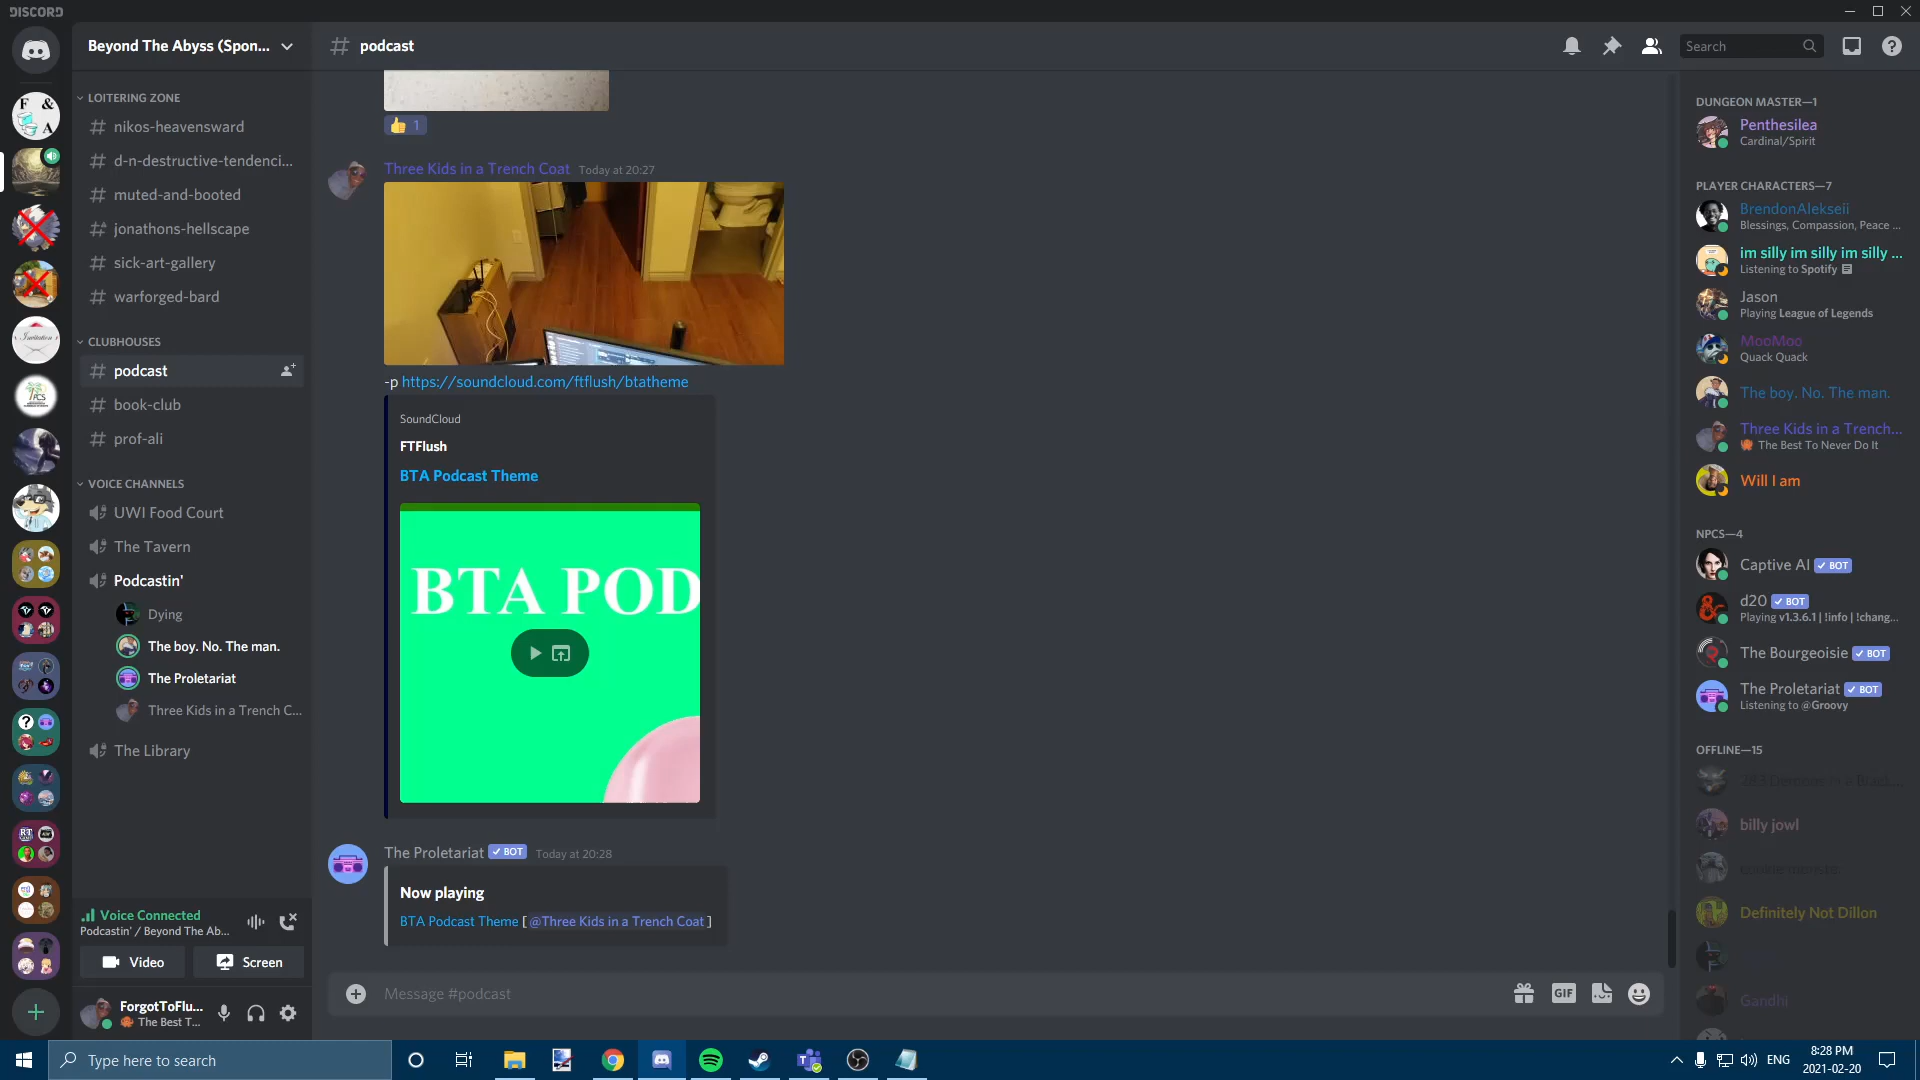 DISCORD
Beyond The Abyss (Spon...
podcast
Search
LOITERING ZONE
nikos-heavensward
d-n-destructive-tendenci...
muted-and-booted
jonathons-hellscape
sick-art-gallery
warforged-bard
CLUBHOUSES
podcast
book-club
prof-ali
VOICE CHANNELS
UWI Food Court
The Tavern
Podcastin'
Dying
The boy. No. The man.
The Proletariat
Three Kids in a Trench C...
The Library
Voice Connected
Podcastin' / Beyond The Ab...
Video
Screen
ForgotToFlu...
The Best T...
1
Three Kids in a Trench Coat Today at 20:27
-p https://soundcloud.com/ftflush/btatheme
SoundCloud
FTFlush
BTA Podcast Theme
BTA POD
The Proletariat BOT Today at 20:28
Now playing
BTA Podcast Theme [ @Three Kids in a Trench Coat ]
Message #podcast
GIF
DUNGEON MASTER—1
Penthesilea
Cardinal/Spirit
PLAYER CHARACTERS—7
BrendonAlekseii
Blessings, Compassion, Peace ...
im silly im silly im silly ...
Listening to Spotify
Jason
Playing League of Legends
MooMoo
Quack Quack
The boy. No. The man.
Three Kids in a Trench...
The Best To Never Do It
Will I am
NPCS—4
Captive AI BOT
d20 BOT
Playing v1.3.6.1 | !info | !chang...
The Bourgeoisie BOT
The Proletariat BOT
Listening to @Groovy
OFFLINE—15
billy jowl
Definitely Not Dillon
Gandhi
Type here to search
ENG
8:28 PM
2021-02-20